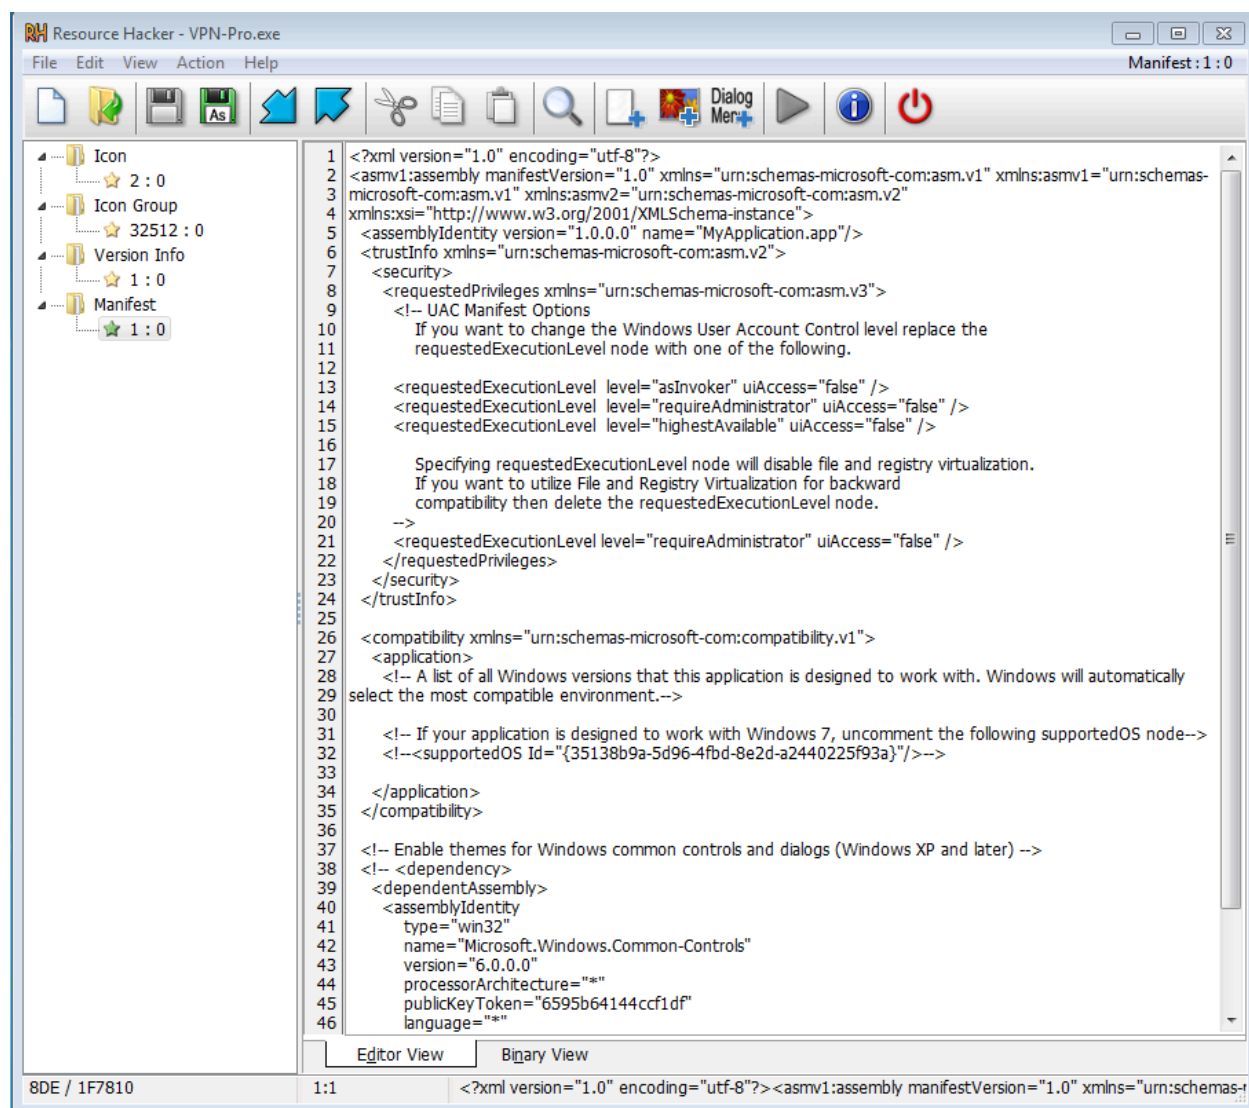 Resource Hacker - VPN-Pro.exe
File Edit View Action Help
Manifest : 1 : 0
As
Dialog
Menu
Icon
2 : 0
Icon Group
32512 : 0
Version Info
1 : 0
Manifest
1 : 0
1 <?xml version="1.0" encoding="utf-8"?>
2 <asmv1:assembly manifestVersion="1.0" xmlns="urn:schemas-microsoft-com:asm.v1" xmlns:asmv1="urn:schemas-
3 microsoft-com:asm.v1" xmlns:asmv2="urn:schemas-microsoft-com:asm.v2"
4 xmlns:xsi="http://www.w3.org/2001/XMLSchema-instance">
5 <assemblyIdentity version="1.0.0.0" name="MyApplication.app"/>
6 <trustInfo xmlns="urn:schemas-microsoft-com:asm.v2">
7 <security>
8 <requestedPrivileges xmlns="urn:schemas-microsoft-com:asm.v3">
9 <!-- UAC Manifest Options
10 If you want to change the Windows User Account Control level replace the
11 requestedExecutionLevel node with one of the following.
12
13 <requestedExecutionLevel level="asInvoker" uiAccess="false" />
14 <requestedExecutionLevel level="requireAdministrator" uiAccess="false" />
15 <requestedExecutionLevel level="highestAvailable" uiAccess="false" />
16
17 Specifying requestedExecutionLevel node will disable file and registry virtualization.
18 If you want to utilize File and Registry Virtualization for backward
19 compatibility then delete the requestedExecutionLevel node.
20 -->
21 <requestedExecutionLevel level="requireAdministrator" uiAccess="false" />
22 </requestedPrivileges>
23 </security>
24 </trustInfo>
25
26 <compatibility xmlns="urn:schemas-microsoft-com:compatibility.v1">
27 <application>
28 <!-- A list of all Windows versions that this application is designed to work with. Windows will automatically
29 select the most compatible environment.-->
30
31 <!-- If your application is designed to work with Windows 7, uncomment the following supportedOS node-->
32 <!--<supportedOS Id="{35138b9a-5d96-4fbd-8e2d-a2440225f93a}"/>-->
33
34 </application>
35 </compatibility>
36
37 <!-- Enable themes for Windows common controls and dialogs (Windows XP and later) -->
38 <!-- <dependency>
39 <dependentAssembly>
40 <assemblyIdentity
41 type="win32"
42 name="Microsoft.Windows.Common-Controls"
43 version="6.0.0.0"
44 processorArchitecture="*"
45 publicKeyToken="6595b64144ccf1df"
46 language="*"
Editor View Binary View
8DE / 1F7810 1:1 <?xml version="1.0" encoding="utf-8"?><asmv1:assembly manifestVersion="1.0" xmlns="urn:schemas-